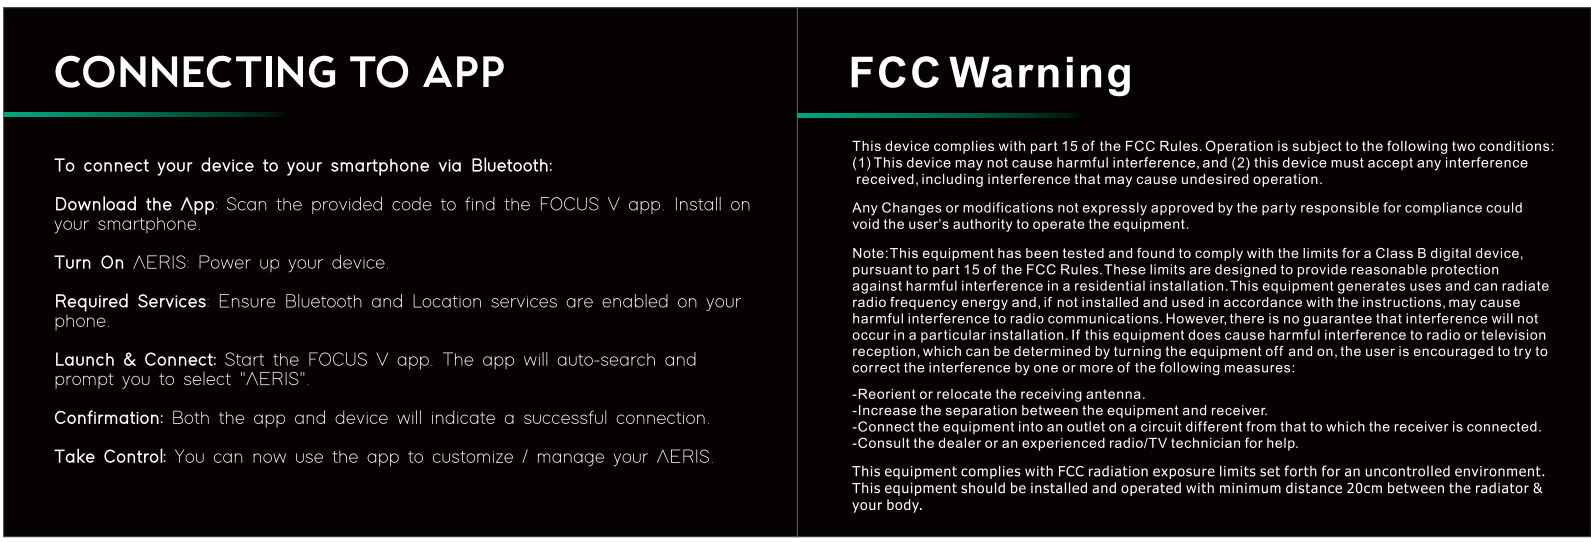 CONNECTING TO APP
To connect your device to your smartphone via Bluetooth:
Download the Λpp: Scan the provided code to find the FOCUS V app. Install on
your smartphone.
Turn On ΛERIS: Power up your device.
Required Services: Ensure Bluetooth and Location services are enabled on your
phone.
Launch & Connect: Start the FOCUS V app. The app will auto-search and
prompt you to select "ΛERIS".
Confirmation: Both the app and device will indicate a successful connection.
Take Control: You can now use the app to customize / manage your ΛERIS.
FCC Warning
This device complies with part 15 of the FCC Rules. Operation is subject to the following two conditions:
(1) This device may not cause harmful interference, and (2) this device must accept any interference
received, including interference that may cause undesired operation.
Any Changes or modifications not expressly approved by the party responsible for compliance could
void the user's authority to operate the equipment.
Note: This equipment has been tested and found to comply with the limits for a Class B digital device,
pursuant to part 15 of the FCC Rules. These limits are designed to provide reasonable protection
against harmful interference in a residential installation. This equipment generates uses and can radiate
radio frequency energy and, if not installed and used in accordance with the instructions, may cause
harmful interference to radio communications. However, there is no guarantee that interference will not
occur in a particular installation. If this equipment does cause harmful interference to radio or television
reception, which can be determined by turning the equipment off and on, the user is encouraged to try to
correct the interference by one or more of the following measures:
-Reorient or relocate the receiving antenna.
-Increase the separation between the equipment and receiver.
-Connect the equipment into an outlet on a circuit different from that to which the receiver is connected.
-Consult the dealer or an experienced radio/TV technician for help.
This equipment complies with FCC radiation exposure limits set forth for an uncontrolled environment.
This equipment should be installed and operated with minimum distance 20cm between the radiator &
your body.